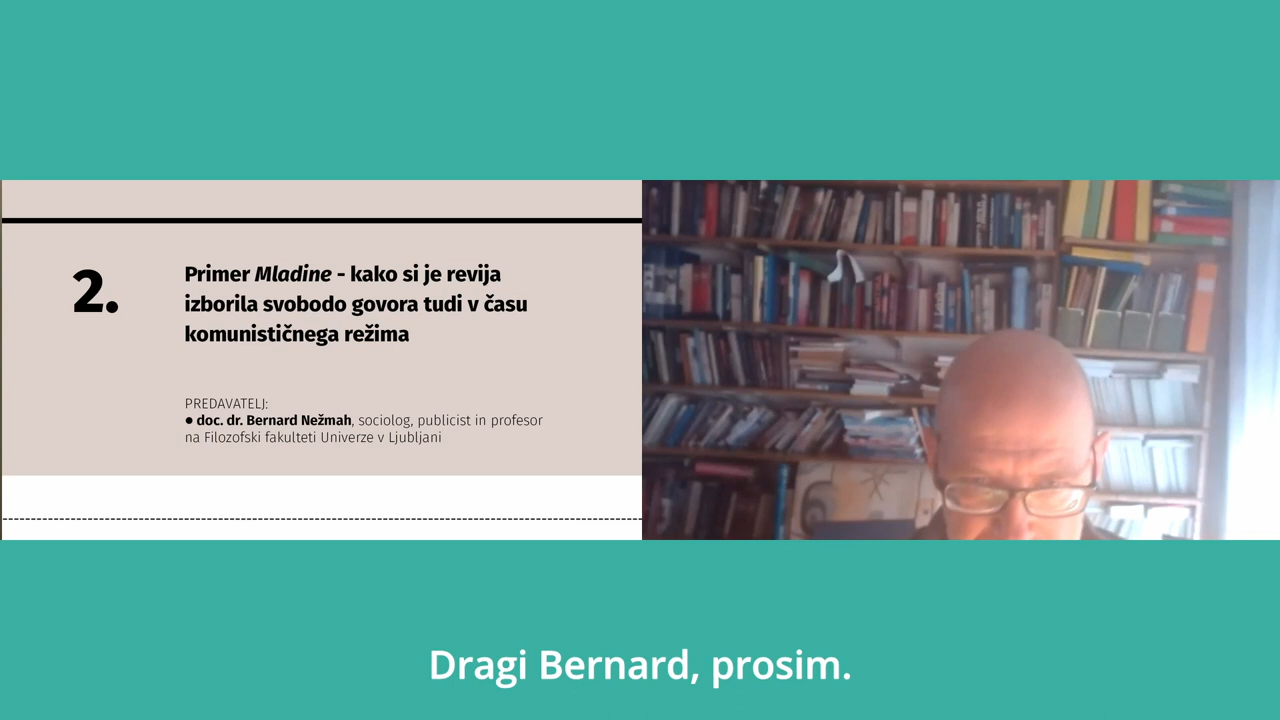 2.
Primer Mladine - kako si je revija
izborila svobodo govora tudi v času
komunističnega režima
PREDAVATELJ:
● doc. dr. Bernard Nežmah, sociolog, publicist in profesor
na Filozofski fakulteti Univerze v Ljubljani
Dragi Bernard, prosim.